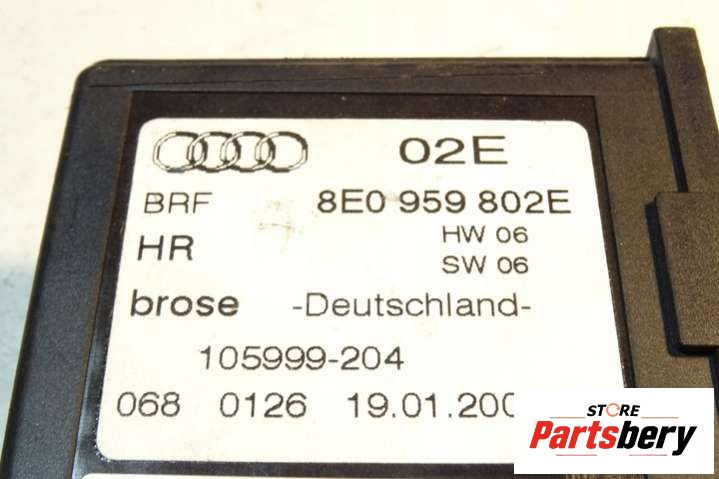 02E
BRF 8E0 959 802E
HR HW 06
SW 06
brose -Deutschland-
105999-204
068 0126 19.01.200
STORE
Partsbery